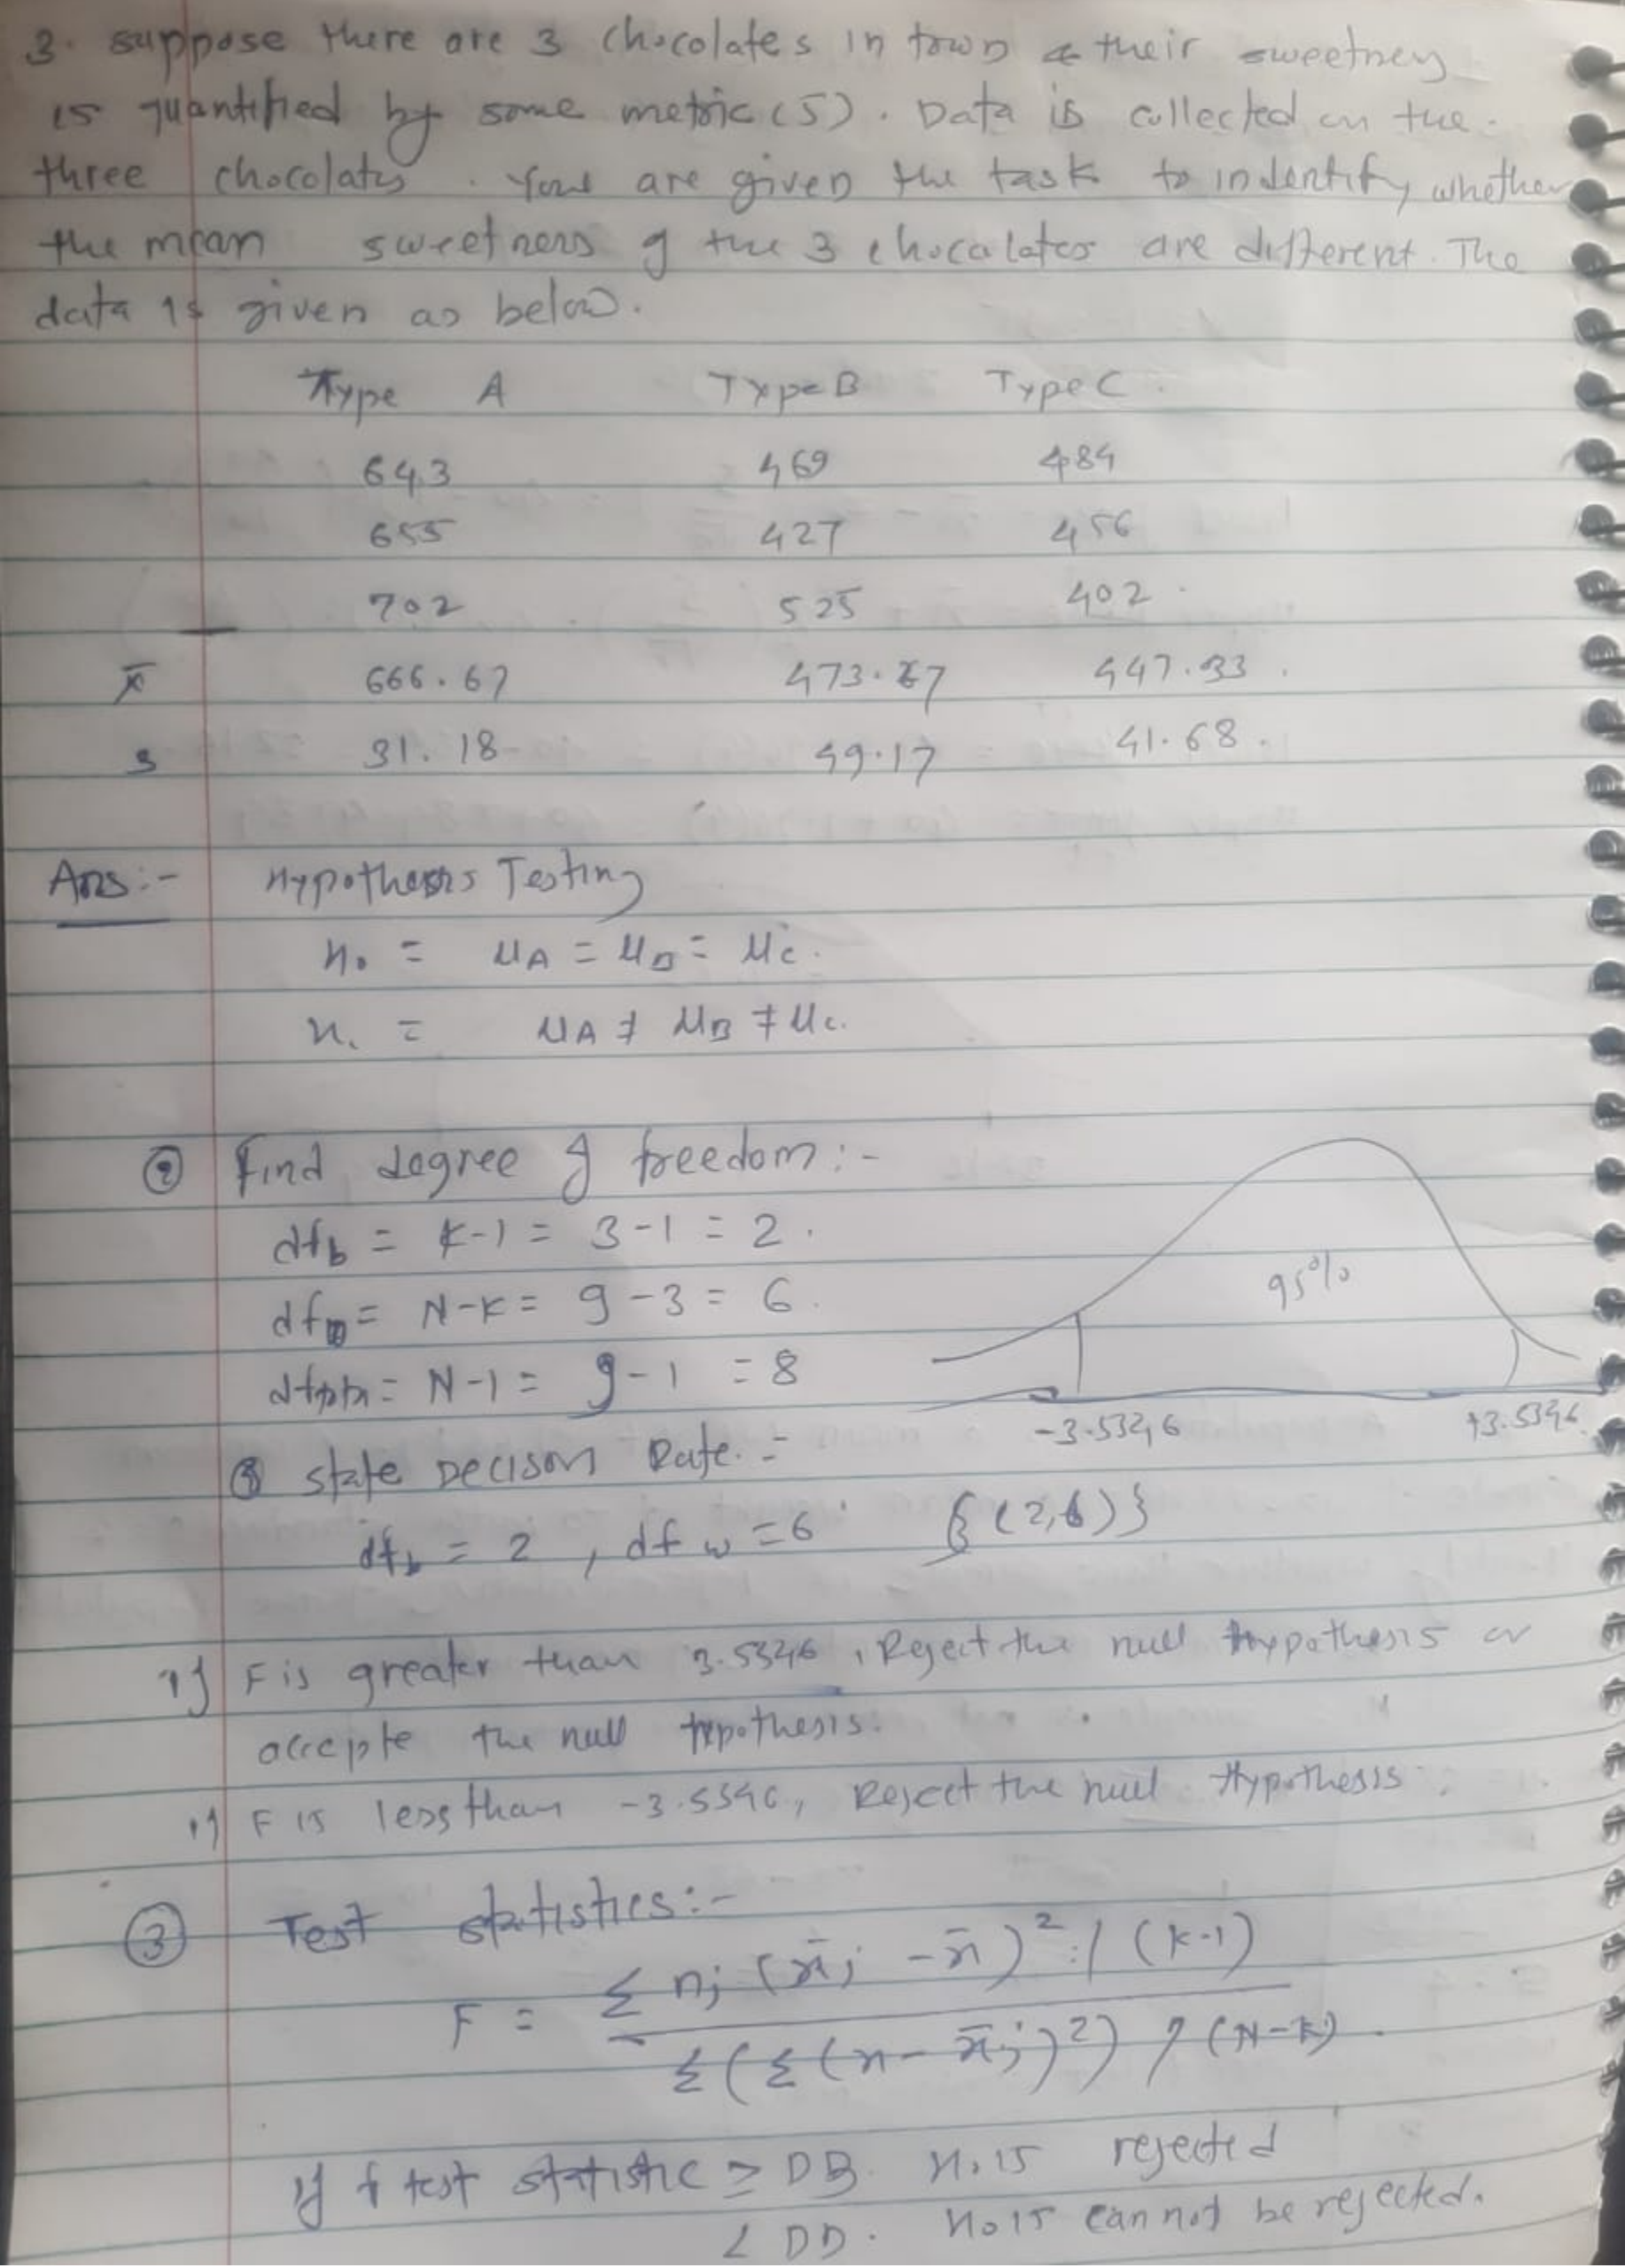 3. suppose there are 3 chocolates in town & their sweetness
is quantified by some metric (S). Data is collected on the
three chocolates. You are given the task to indentify whether
the mean sweetness of the 3 chocalates are different. The
data is given as below.
Type A Type B Type C.
643 469 484
655 427 456
702 525 402
x̄ 666.67 473.67 447.33
s 31.18 49.17 41.68
Ans:- Hypothesis Testing
H₀ = μA = μB = μC.
H₁ = μA ≠ μB ≠ μC.
② Find degree of freedom:-
dfb = K-1 = 3-1 = 2.
dfw = N-K = 9-3 = 6.
= N-1 = 9-1 = 8
95%
-3.5346 +3.5346
③ state Decison Rate. =
dfb = 2, dfw = 6 {(2,6)}
if F is greater than 3.5346, Reject the null Hypothesis or
accepte the null hypothesis.
if F is less than -3.5546, Reject the null Hypothesis.
③ Test statistics:-
F = Σ nj (x̄j - x̄)² / (K-1)
Σ(Σ(x - x̄j)²) / (N-K)
If f test statistic ≥ DB. H₀ is rejected
< DB. H₀ is can not be rejected.